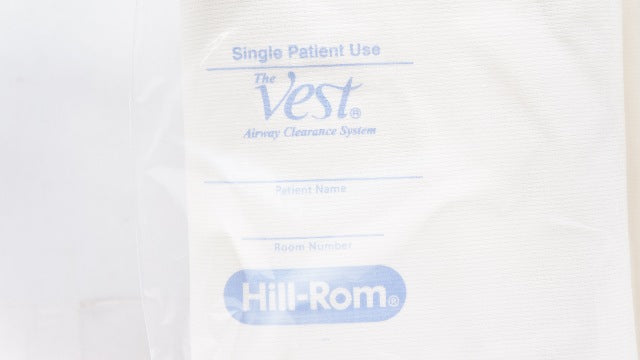 Single Patient Use
The
Vest®
Airway Clearance System
Patient Name
Room Number
Hill-Rom®